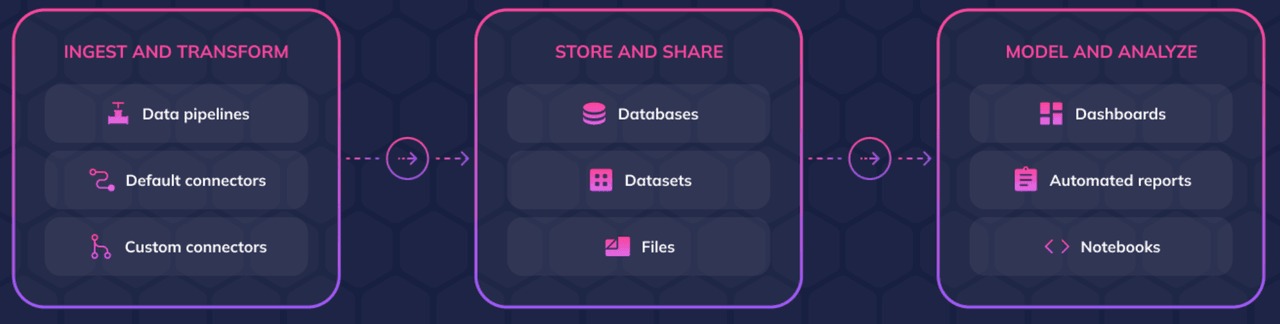 INGEST AND TRANSFORM
Data pipelines
Default connectors
Custom connectors
STORE AND SHARE
Databases
Datasets
Files
MODEL AND ANALYZE
Dashboards
Automated reports
Notebooks